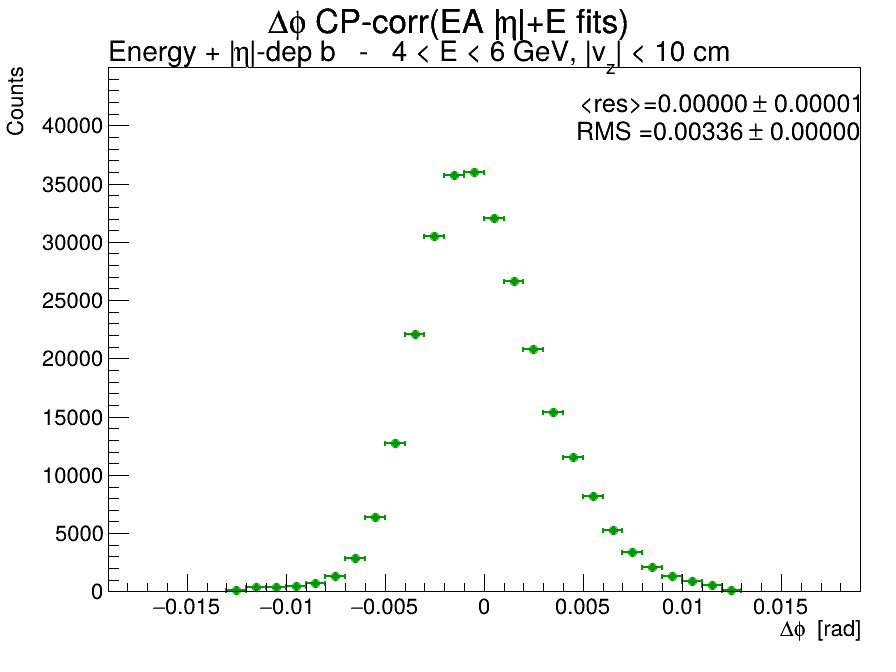 Δϕ CP-corr(EA |η|+E fits)
Energy + |η|-dep b - 4 < E < 6 GeV, |v_z| < 10 cm
<res>=0.00000 ± 0.00001
RMS =0.00336 ± 0.00000
Counts
40000
35000
30000
25000
20000
15000
10000
5000
0
−0.015 −0.01 −0.005 0 0.005 0.01 0.015
Δϕ [rad]